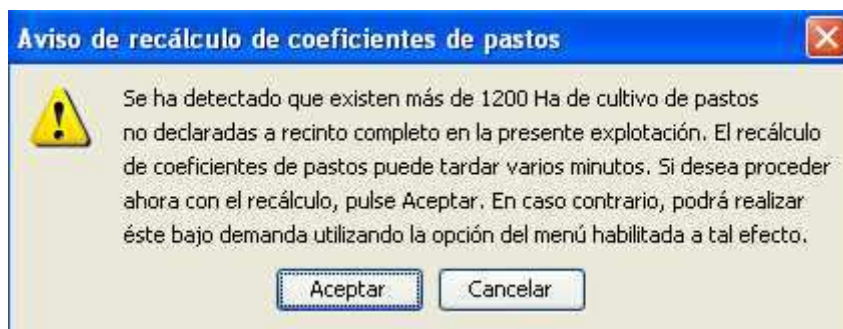 Aviso de recálculo de coeficientes de pastos
Se ha detectado que existen más de 1200 Ha de cultivo de pastos
no declaradas a recinto completo en la presente explotación. El recálculo
de coeficientes de pastos puede tardar varios minutos. Si desea proceder
ahora con el recálculo, pulse Aceptar. En caso contrario, podrá realizar
éste bajo demanda utilizando la opción del menú habilitada a tal efecto.
Aceptar Cancelar